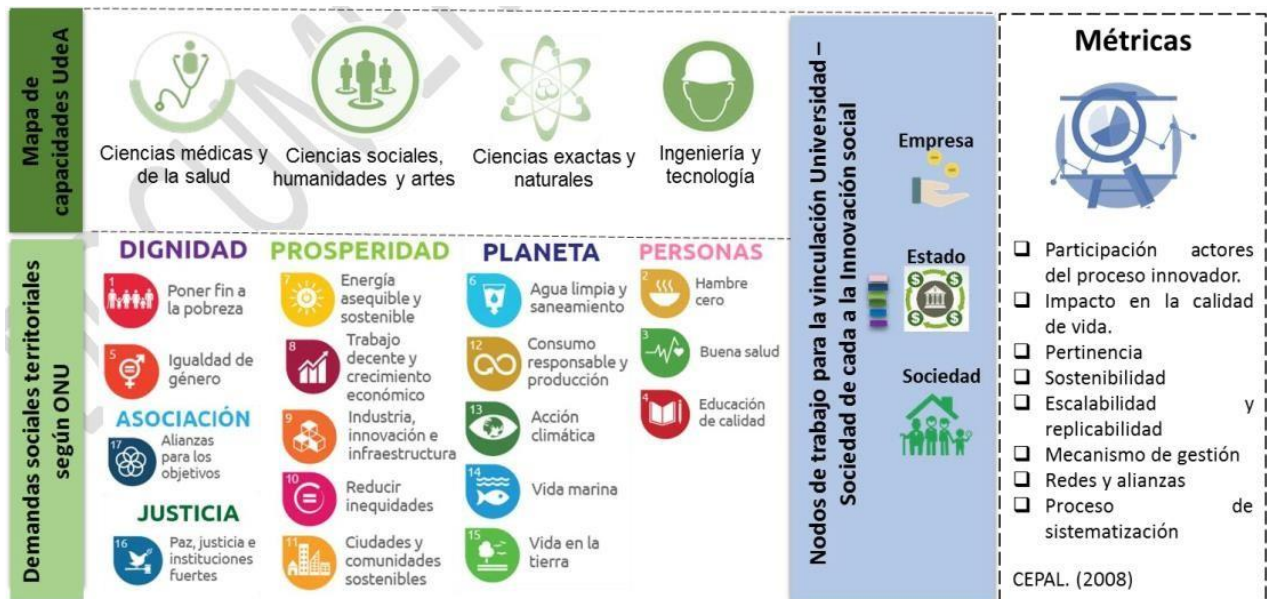 Mapa de
capacidades UdeA
Ciencias médicas y
de la salud
Ciencias sociales,
humanidades y artes
Ciencias exactas y
naturales
Ingeniería y
tecnología
Demandas sociales territoriales
según ONU
DIGNIDAD
1
Poner fin a
la pobreza
5
Igualdad de
género
ASOCIACIÓN
17
Alianzas
para los
objetivos
JUSTICIA
16
Paz, justicia e
instituciones
fuertes
PROSPERIDAD
7
Energía
asequible y
sostenible
8
Trabajo
decente y
crecimiento
económico
9
Industria,
innovación e
infraestructura
10
Reducir
inequidades
11
Ciudades y
comunidades
sostenibles
PLANETA
6
Agua limpia y
saneamiento
12
Consumo
responsable y
producción
13
Acción
climática
14
Vida marina
15
Vida en la
tierra
PERSONAS
2
Hambre
cero
3
Buena salud
4
Educación
de calidad
Nodos de trabajo para la vinculación Universidad –
Sociedad de cada a la Innovación social
Empresa
Estado
Sociedad
Métricas
Participación actores
del proceso innovador.
Impacto en la calidad
de vida.
Pertinencia
Sostenibilidad
Escalabilidad y
replicabilidad
Mecanismo de gestión
Redes y alianzas
Proceso de
sistematización
CEPAL. (2008)